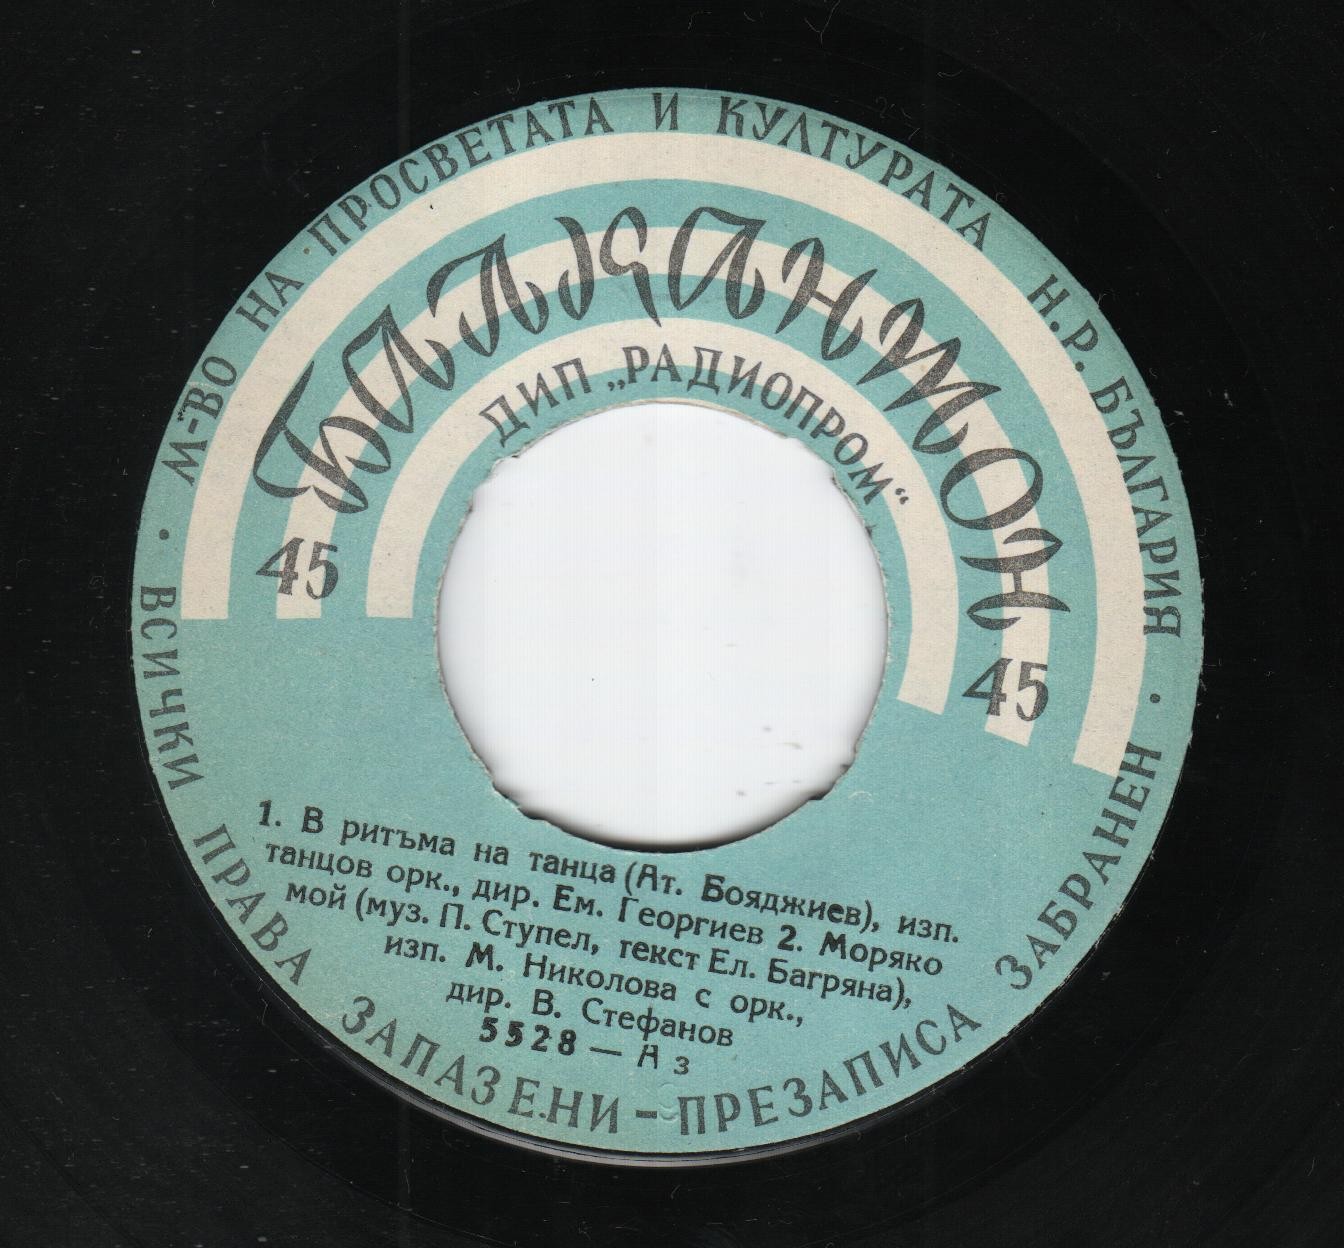 М-ВО НА ПРОСВЕТАТА И КУЛТУРАТА Н.Р. БЪЛГАРИЯ
БАЛКАНТОН
ДИП „РАДИОПРОМ“
45
45
1. В ритъма на танца (Ат. Бояджиев), изп.
танцов орк., дир. Ем. Георгиев 2. Моряко
мой (муз. П. Ступел, текст Ел. Багряна),
изп. М. Николова с орк.,
дир. В. Стефанов
5528 — А з
ВСИЧКИ ПРАВА ЗАПАЗЕНИ – ПРЕЗАПИСА ЗАБРАНЕН